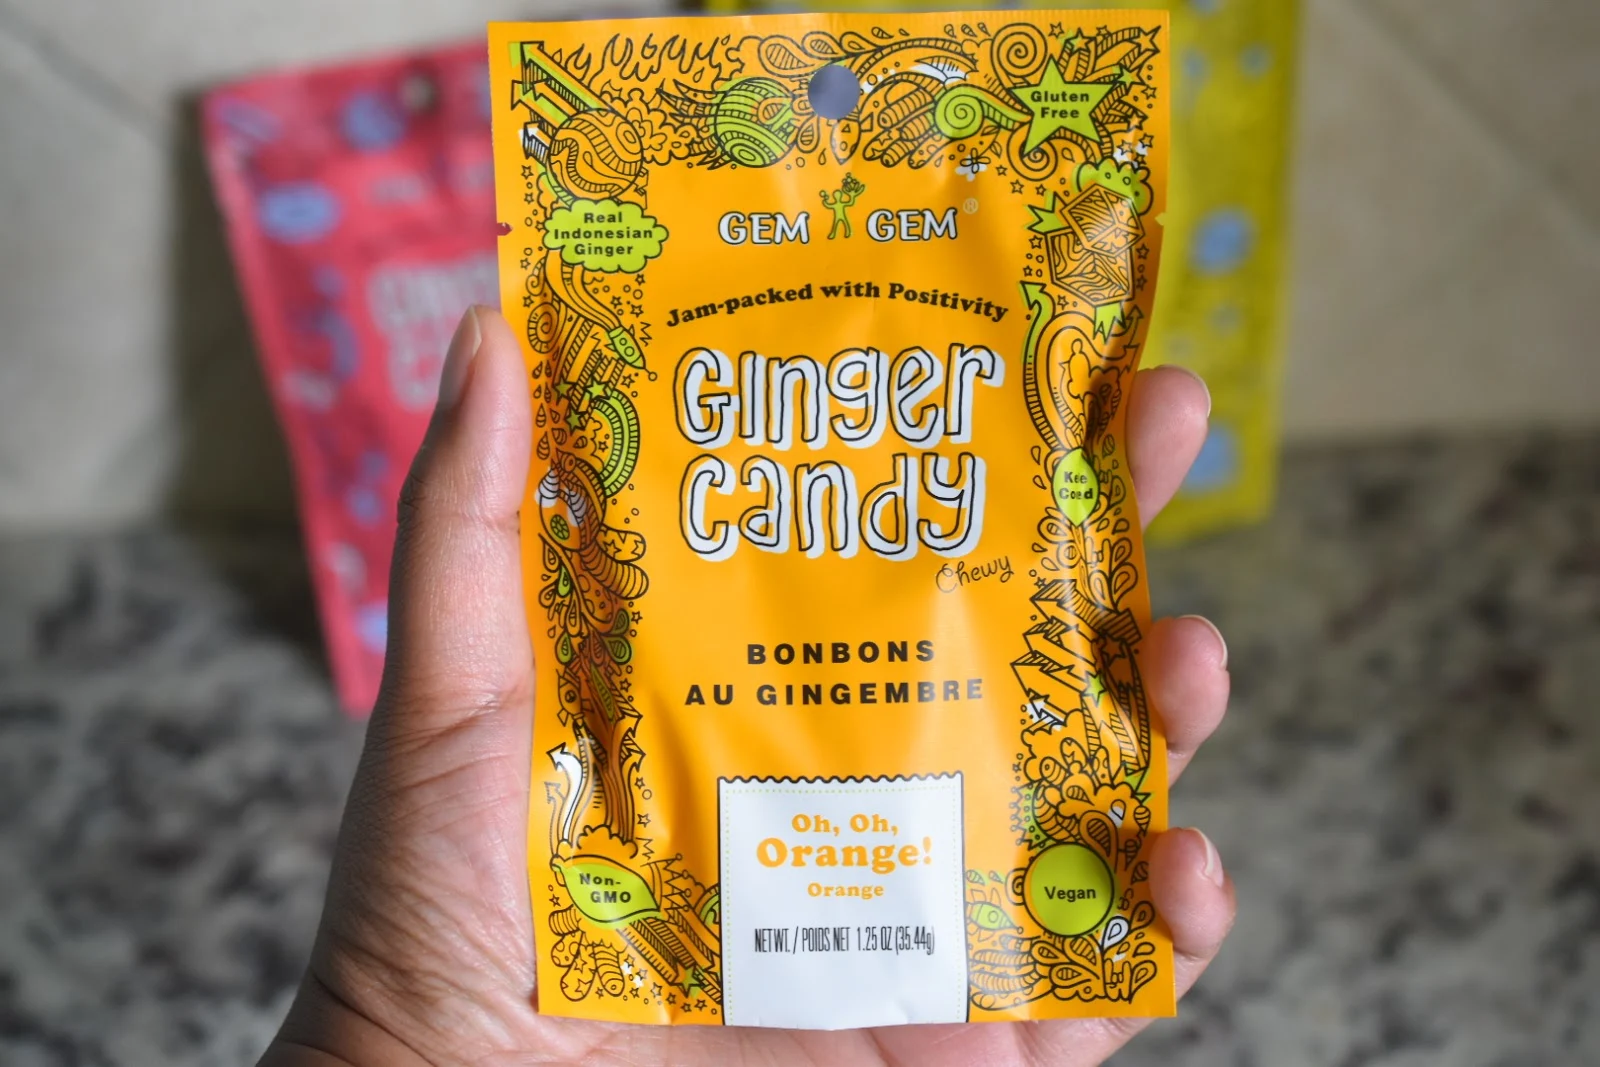 Gluten
Free
GEM GEM®
Real
Indonesian
Ginger
Jam-packed with Positivity
Ginger
Candy
Chewy
BONBONS
AU GINGEMBRE
Oh, Oh,
Orange!
Orange
NET WT. / POIDS NET 1.25 OZ (35.44g)
Non-
GMO
Vegan